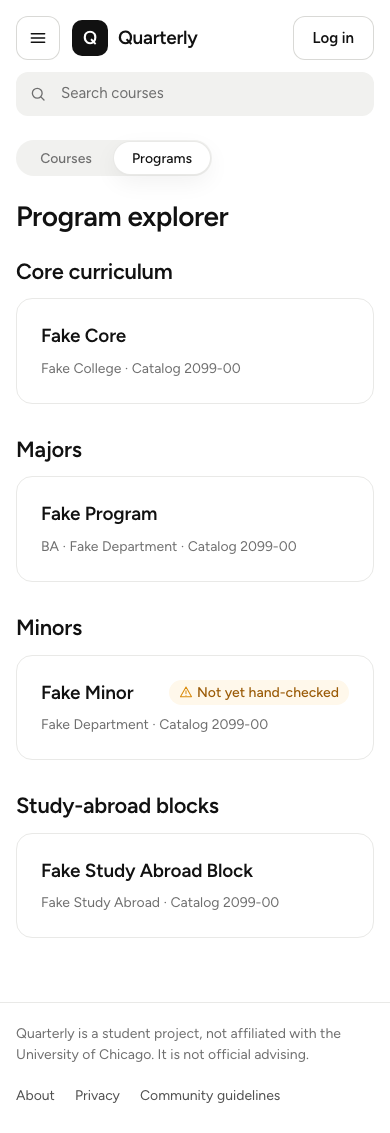 Q Quarterly
Log in
Search courses
Courses Programs
Program explorer
Core curriculum
Fake Core
Fake College · Catalog 2099-00
Majors
Fake Program
BA · Fake Department · Catalog 2099-00
Minors
Fake Minor
Not yet hand-checked
Fake Department · Catalog 2099-00
Study-abroad blocks
Fake Study Abroad Block
Fake Study Abroad · Catalog 2099-00
Quarterly is a student project, not affiliated with the
University of Chicago. It is not official advising.
About Privacy Community guidelines